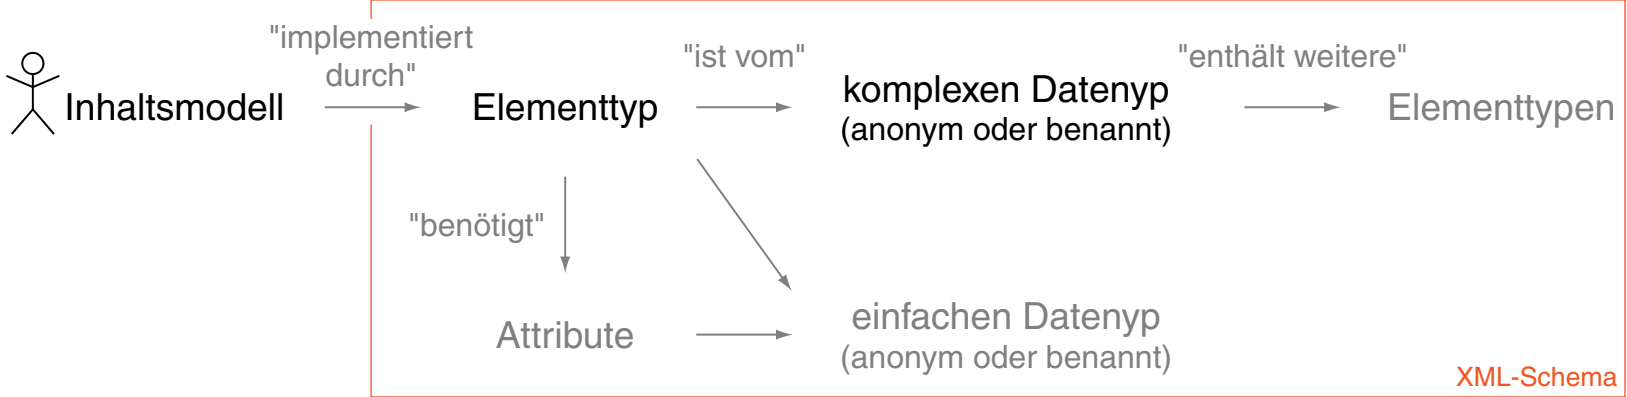 "implementiert
durch"
"ist vom"
"enthält weitere"
Inhaltsmodell
Elementtyp
komplexen Datenyp
(anonym oder benannt)
Elementtypen
"benötigt"
Attribute
einfachen Datenyp
(anonym oder benannt)
XML-Schema